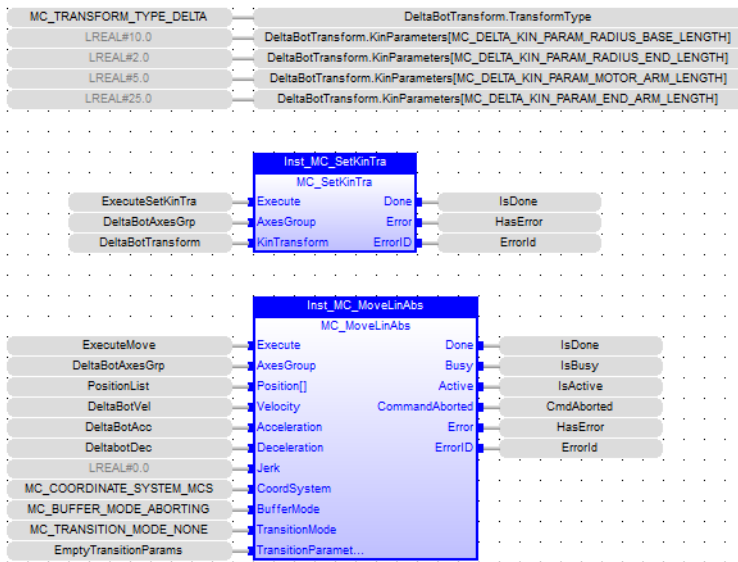 MC_TRANSFORM_TYPE_DELTA DeltaBotTransform.TransformType
LREAL#10.0 DeltaBotTransform.KinParameters[MC_DELTA_KIN_PARAM_RADIUS_BASE_LENGTH]
LREAL#2.0 DeltaBotTransform.KinParameters[MC_DELTA_KIN_PARAM_RADIUS_END_LENGTH]
LREAL#5.0 DeltaBotTransform.KinParameters[MC_DELTA_KIN_PARAM_MOTOR_ARM_LENGTH]
LREAL#25.0 DeltaBotTransform.KinParameters[MC_DELTA_KIN_PARAM_END_ARM_LENGTH]
Inst_MC_SetKinTra
MC_SetKinTra
ExecuteSetKinTra Execute Done IsDone
DeltaBotAxesGrp AxesGroup Error HasError
DeltaBotTransform KinTransform ErrorID ErrorId
Inst_MC_MoveLinAbs
MC_MoveLinAbs
ExecuteMove Execute Done IsDone
DeltaBotAxesGrp AxesGroup Busy IsBusy
PositionList Position[] Active IsActive
DeltaBotVel Velocity CommandAborted CmdAborted
DeltaBotAcc Acceleration Error HasError
DeltabotDec Deceleration ErrorID ErrorId
LREAL#0.0 Jerk
MC_COORDINATE_SYSTEM_MCS CoordSystem
MC_BUFFER_MODE_ABORTING BufferMode
MC_TRANSITION_MODE_NONE TransitionMode
EmptyTransitionParams TransitionParamet...